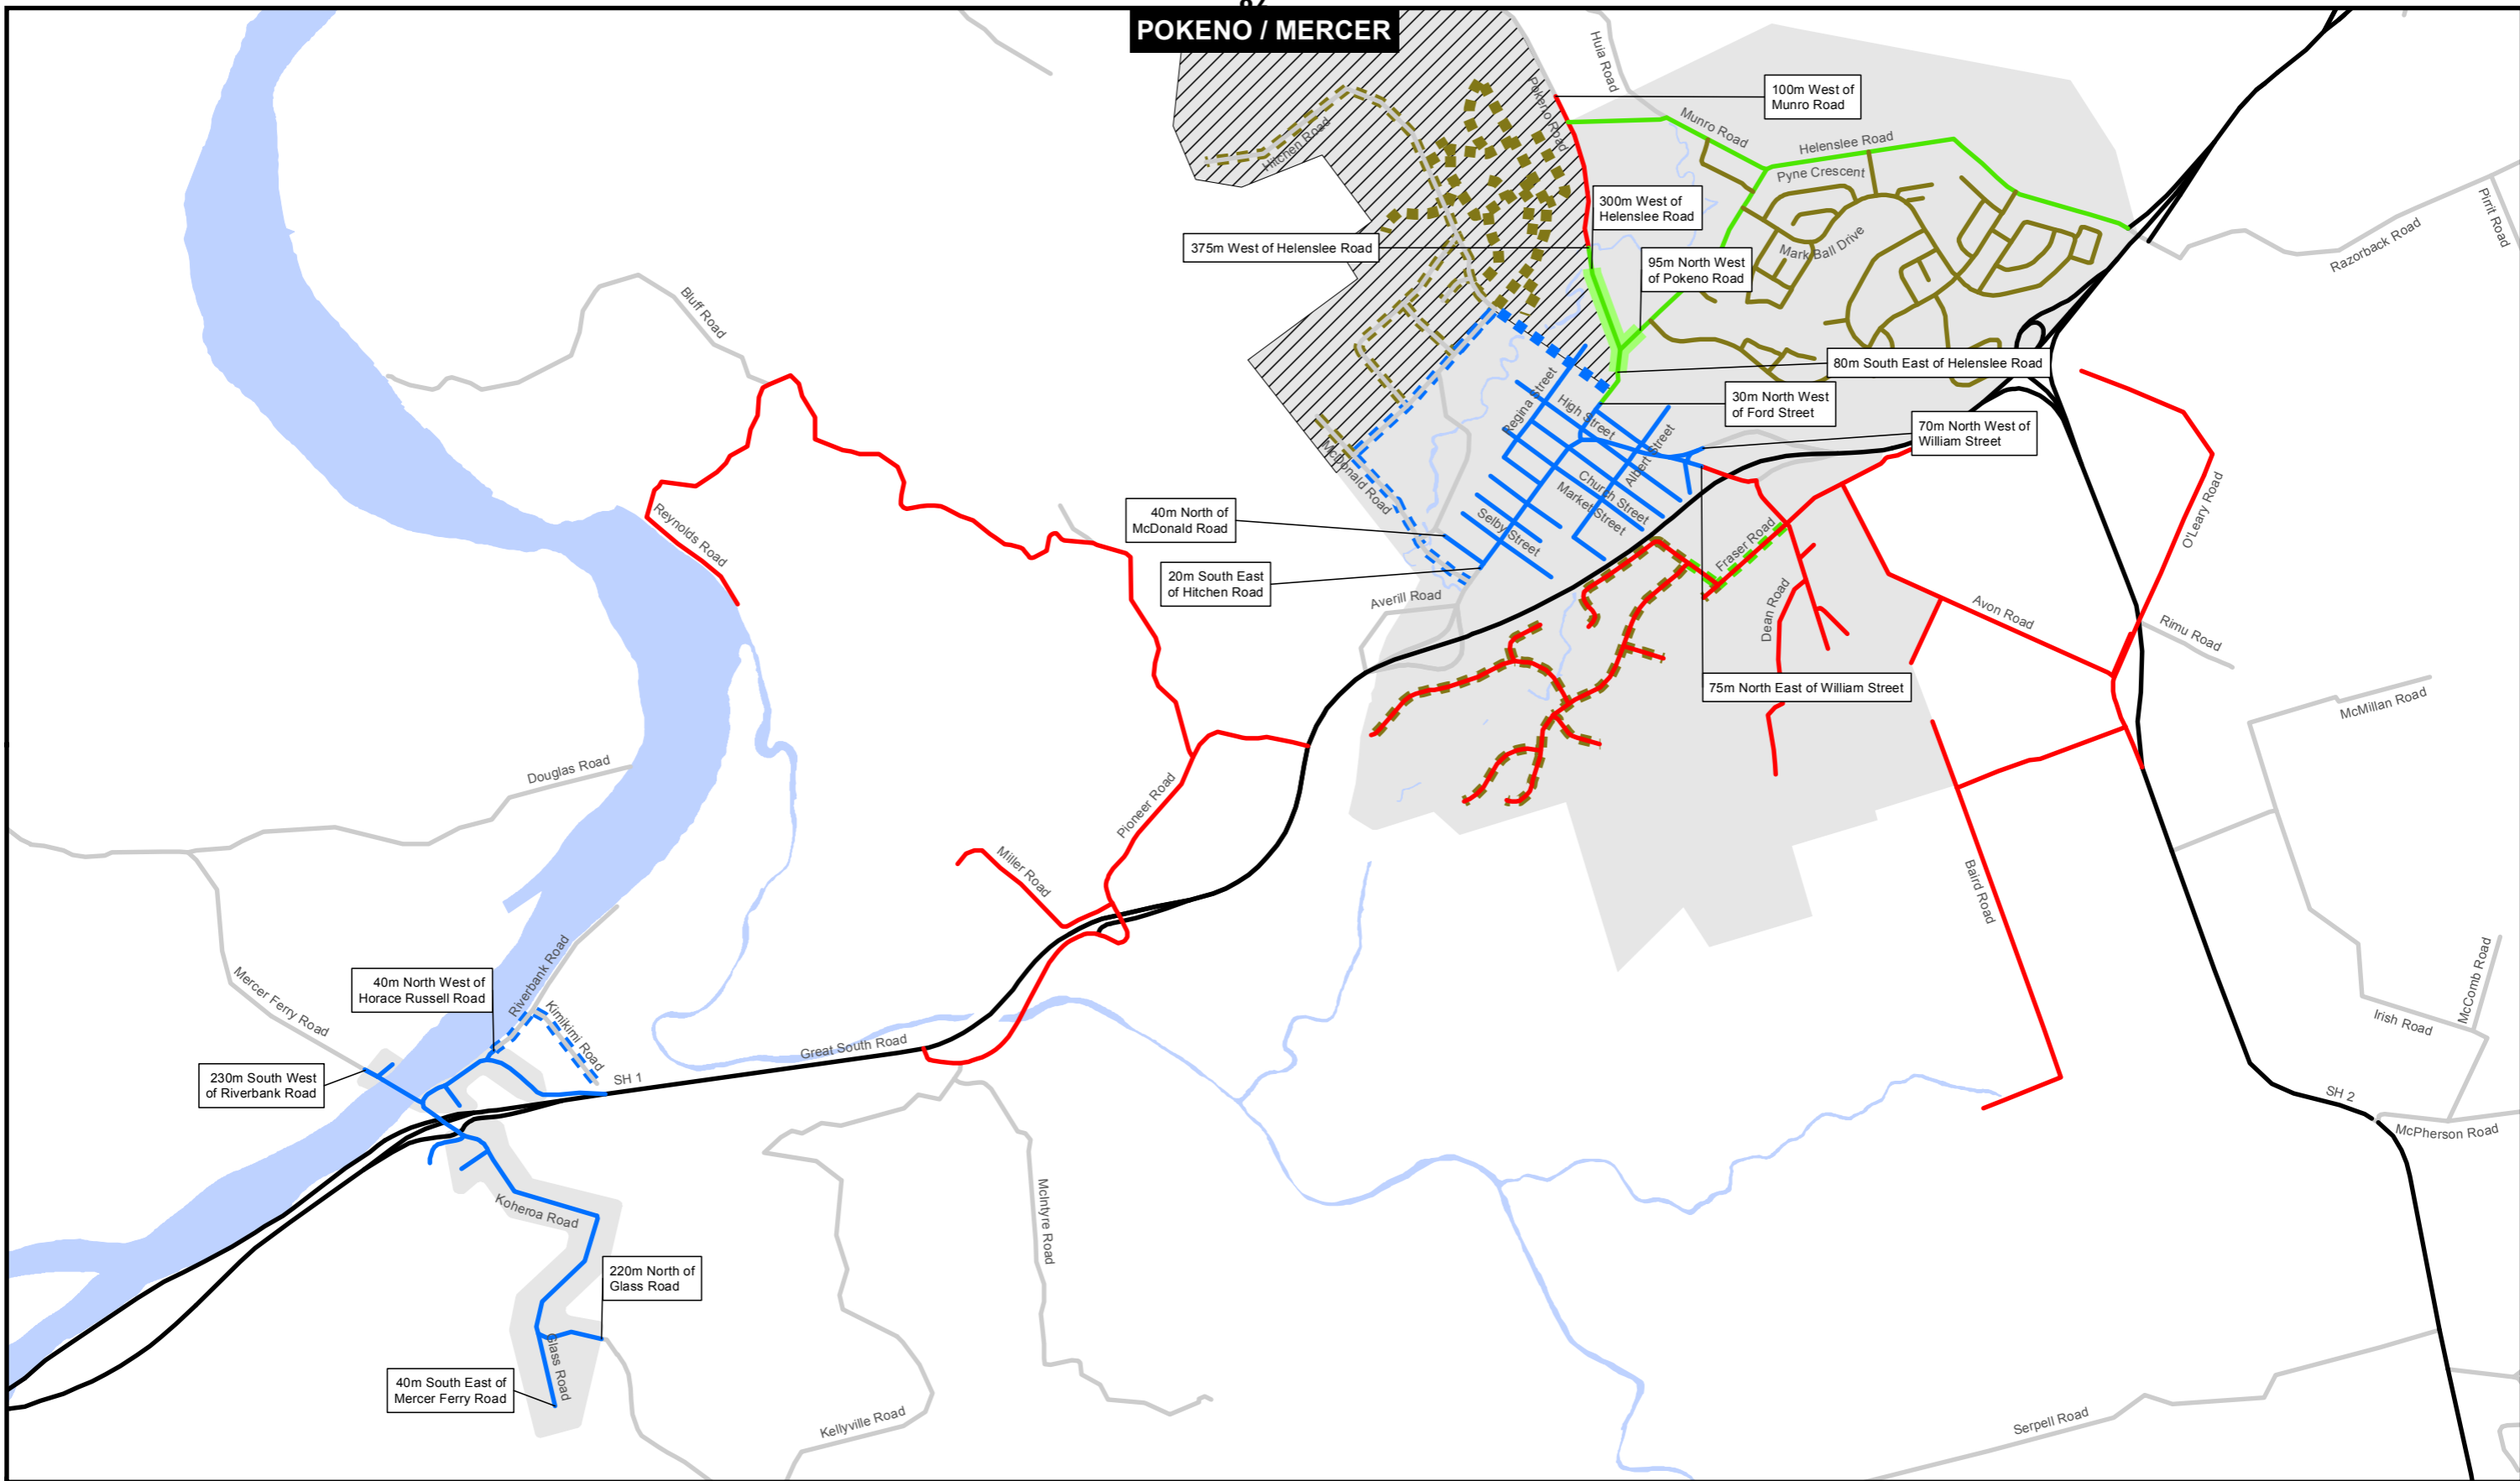 POKENO / MERCER
Huia Road
Pokeno Road
100m West of
Munro Road
Munro Road
Helenslee Road
Pyne Crescent
Hitchen Road
300m West of
Helenslee Road
375m West of Helenslee Road
Mark Ball Drive
95m North West
of Pokeno Road
Pirrit Road
Razorback Road
Bluff Road
80m South East of Helenslee Road
30m North West
of Ford Street
70m North West of
William Street
Regina Street
High Street
Albert Street
McDonald Road
Church Street
Market Street
Selby Street
40m North of
McDonald Road
20m South East
of Hitchen Road
Reynolds Road
Fraser Road
O'Leary Road
Averill Road
Dean Road
Avon Road
Rimu Road
75m North East of William Street
McMillan Road
Douglas Road
Pioneer Road
Miller Road
Baird Road
Riverbank Road
Mercer Ferry Road
40m North West of
Horace Russell Road
Kimikimi Road
McComb Road
Irish Road
Great South Road
SH 1
230m South West
of Riverbank Road
SH 2
McPherson Road
Koheroa Road
McIntyre Road
220m North of
Glass Road
Glass Road
40m South East of
Mercer Ferry Road
Kellyville Road
Serpell Road